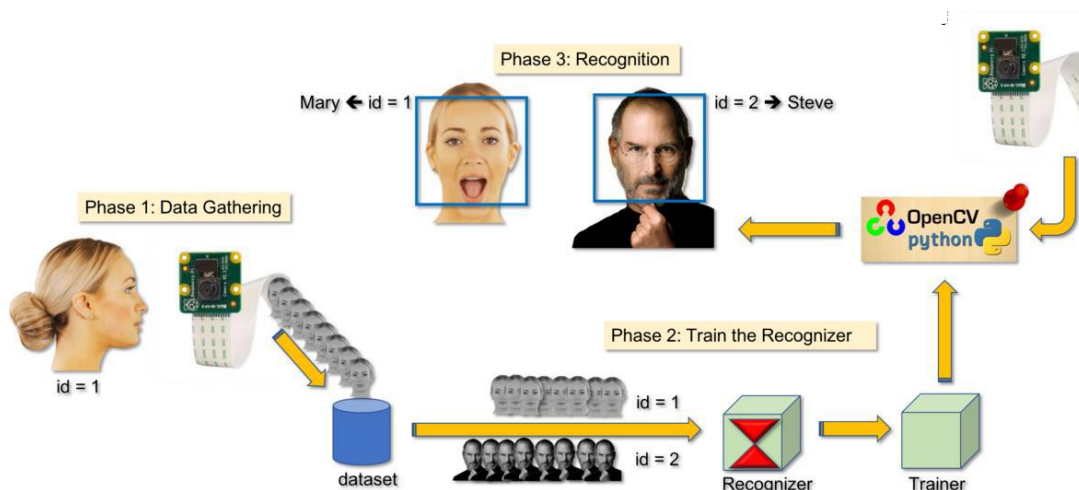 Phase 3: Recognition
Mary ← id = 1
id = 2 → Steve
Phase 1: Data Gathering
OpenCV
python
Phase 2: Train the Recognizer
id = 1
id = 1
id = 2
dataset
Recognizer
Trainer